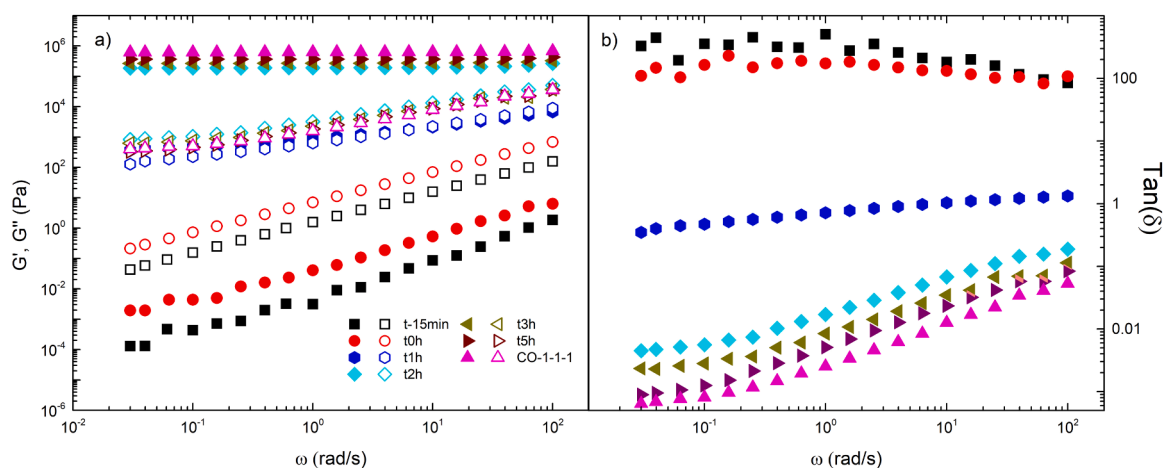 a)
b)
10^6
10^4
10^2
10^0
10^-2
10^-4
10^-6
G', G'' (Pa)
t-15min
t0h
t1h
t2h
t3h
t5h
CO-1-1-1
10^-2
10^-1
10^0
10^1
10^2
ω (rad/s)
100
1
0.01
Tan(δ)
10^-1
10^0
10^1
10^2
ω (rad/s)